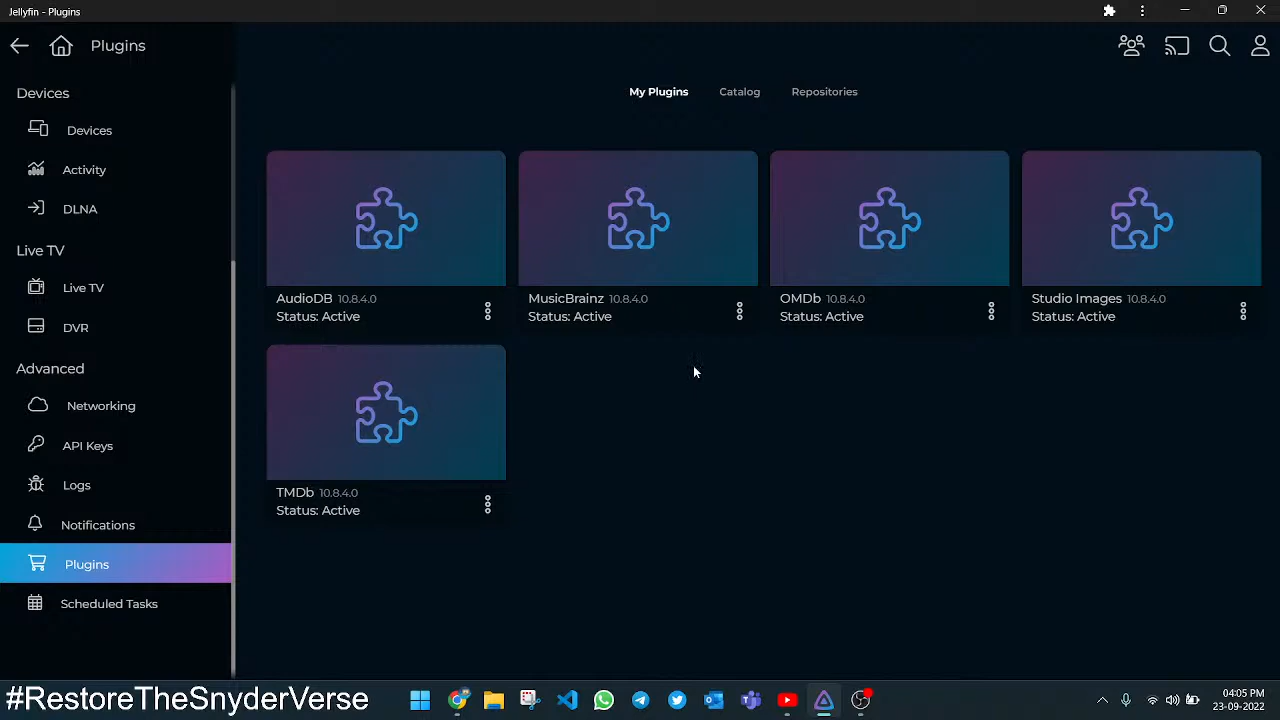 Jellyfin - Plugins
Plugins
Devices
Devices
Activity
DLNA
Live TV
Live TV
DVR
Advanced
Networking
API Keys
Logs
Notifications
Plugins
Scheduled Tasks
My Plugins Catalog Repositories
AudioDB 10.8.4.0
Status: Active
MusicBrainz 10.8.4.0
Status: Active
OMDb 10.8.4.0
Status: Active
Studio Images 10.8.4.0
Status: Active
TMDb 10.8.4.0
Status: Active
#RestoreTheSnyderVerse
04:05 PM
23-09-2022